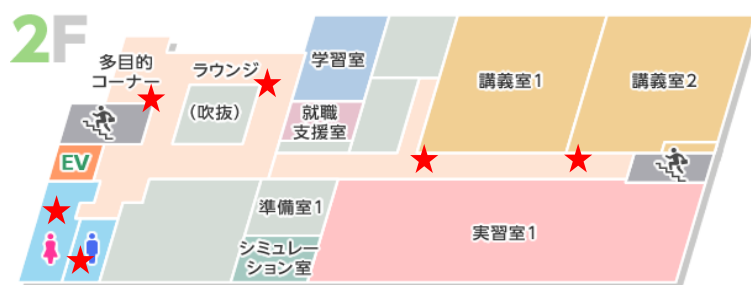 2F
多目的
コーナー
ラウンジ
(吹抜)
EV
学習室
就職
支援室
講義室1
講義室2
準備室1
シミュレー
ション室
実習室1